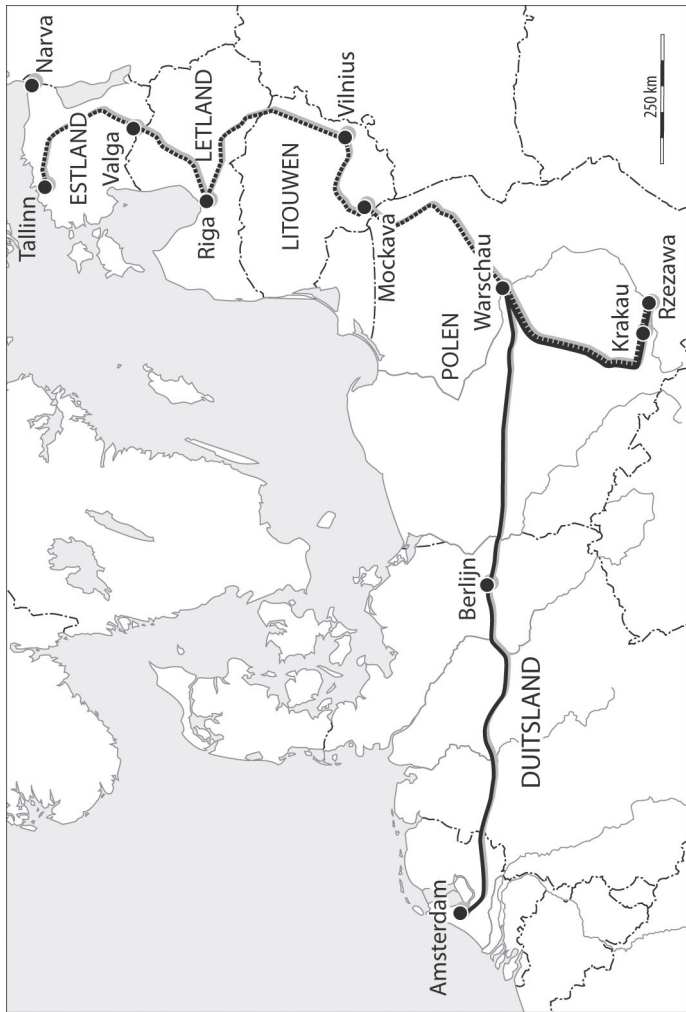 Tallinn
Narva
ESTLAND
Valga
Riga
LETLAND
LITOUWEN
Vilnius
Mockava
POLEN
Warschau
Krakau
Rzezawa
Berlijn
DUITSLAND
Amsterdam
250 km